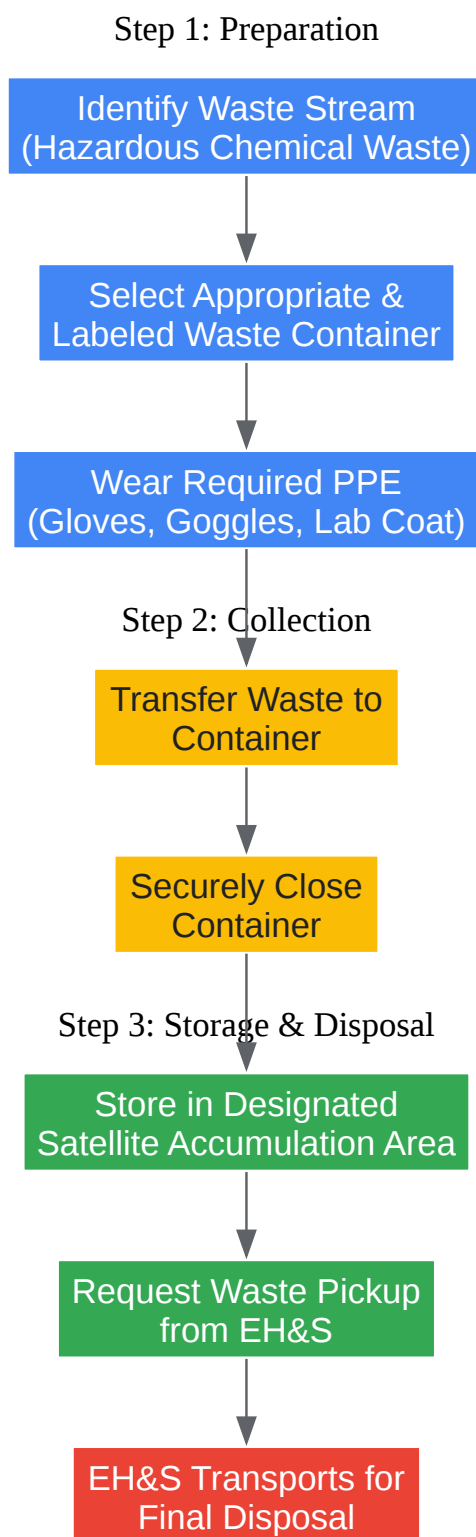 Step 1: Preparation
Identify Waste Stream
(Hazardous Chemical Waste)
Select Appropriate &
Labeled Waste Container
Wear Required PPE
(Gloves, Goggles, Lab Coat)
Step 2: Collection
Transfer Waste to
Container
Securely Close
Container
Step 3: Storage & Disposal
Store in Designated
Satellite Accumulation Area
Request Waste Pickup
from EH&S
EH&S Transports for
Final Disposal